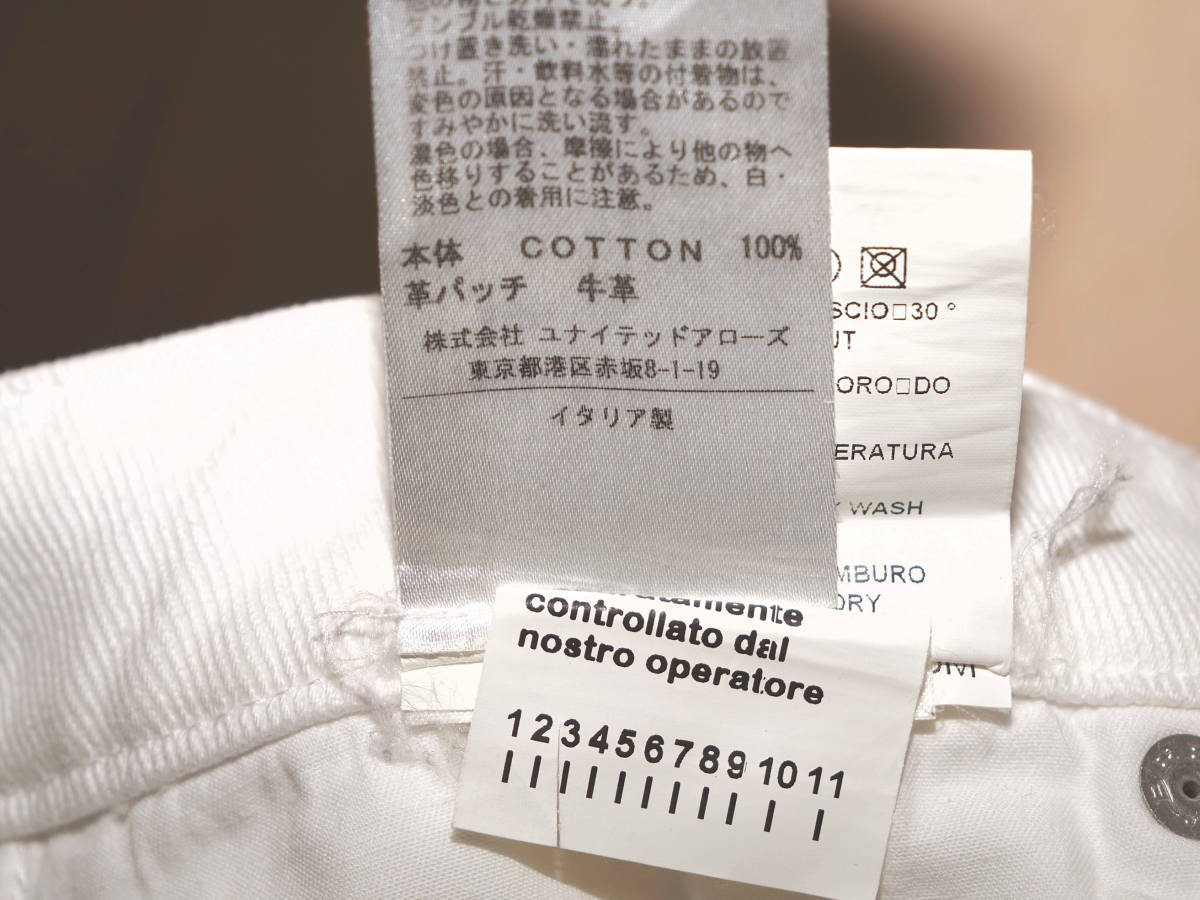 タンブル乾燥禁止。
つけ置き洗い・濡れたままの放置
禁止。汗・飲料水等の付着物は、
変色の原因となる場合があるので
すみやかに洗い流す。
濃色の場合、摩擦により他の物へ
色移りすることがあるため、白・
淡色との着用に注意。
本体 COTTON 100%
革パッチ 牛革
株式会社 ユナイテッドアローズ
東京都港区赤坂8-1-19
イタリア製
SCIO□30°
UT
ORO□DO
ERATURA
WASH
MBURO
DRY
controllato dal
nostro operatore
1 2 3 4 5 6 7 8 9 10 11